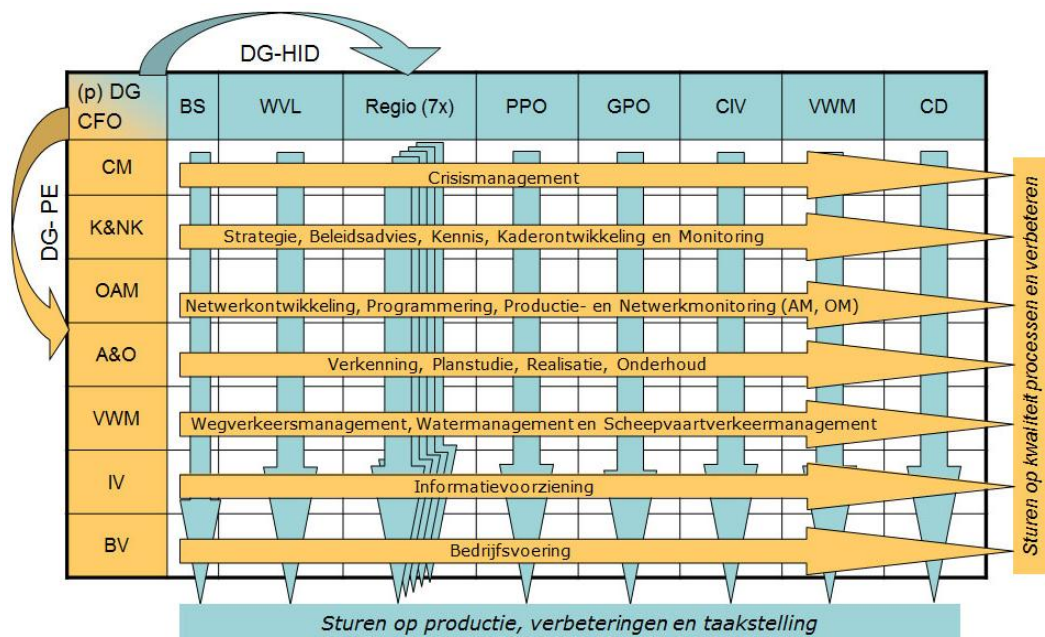 DG-HID
(p) DG
CFO
BS
WVL
Regio (7x)
PPO
GPO
CIV
VWM
CD
DG- PE
CM
Crisismanagement
K&NK
Strategie, Beleidsadvies, Kennis, Kaderontwikkeling en Monitoring
OAM
Netwerkontwikkeling, Programmering, Productie- en Netwerkmonitoring (AM, OM)
A&O
Verkenning, Planstudie, Realisatie, Onderhoud
VWM
Wegverkeersmanagement, Watermanagement en Scheepvaartverkeermanagement
IV
Informatievoorziening
BV
Bedrijfsvoering
Sturen op kwaliteit processen en verbeteren
Sturen op productie, verbeteringen en taakstelling